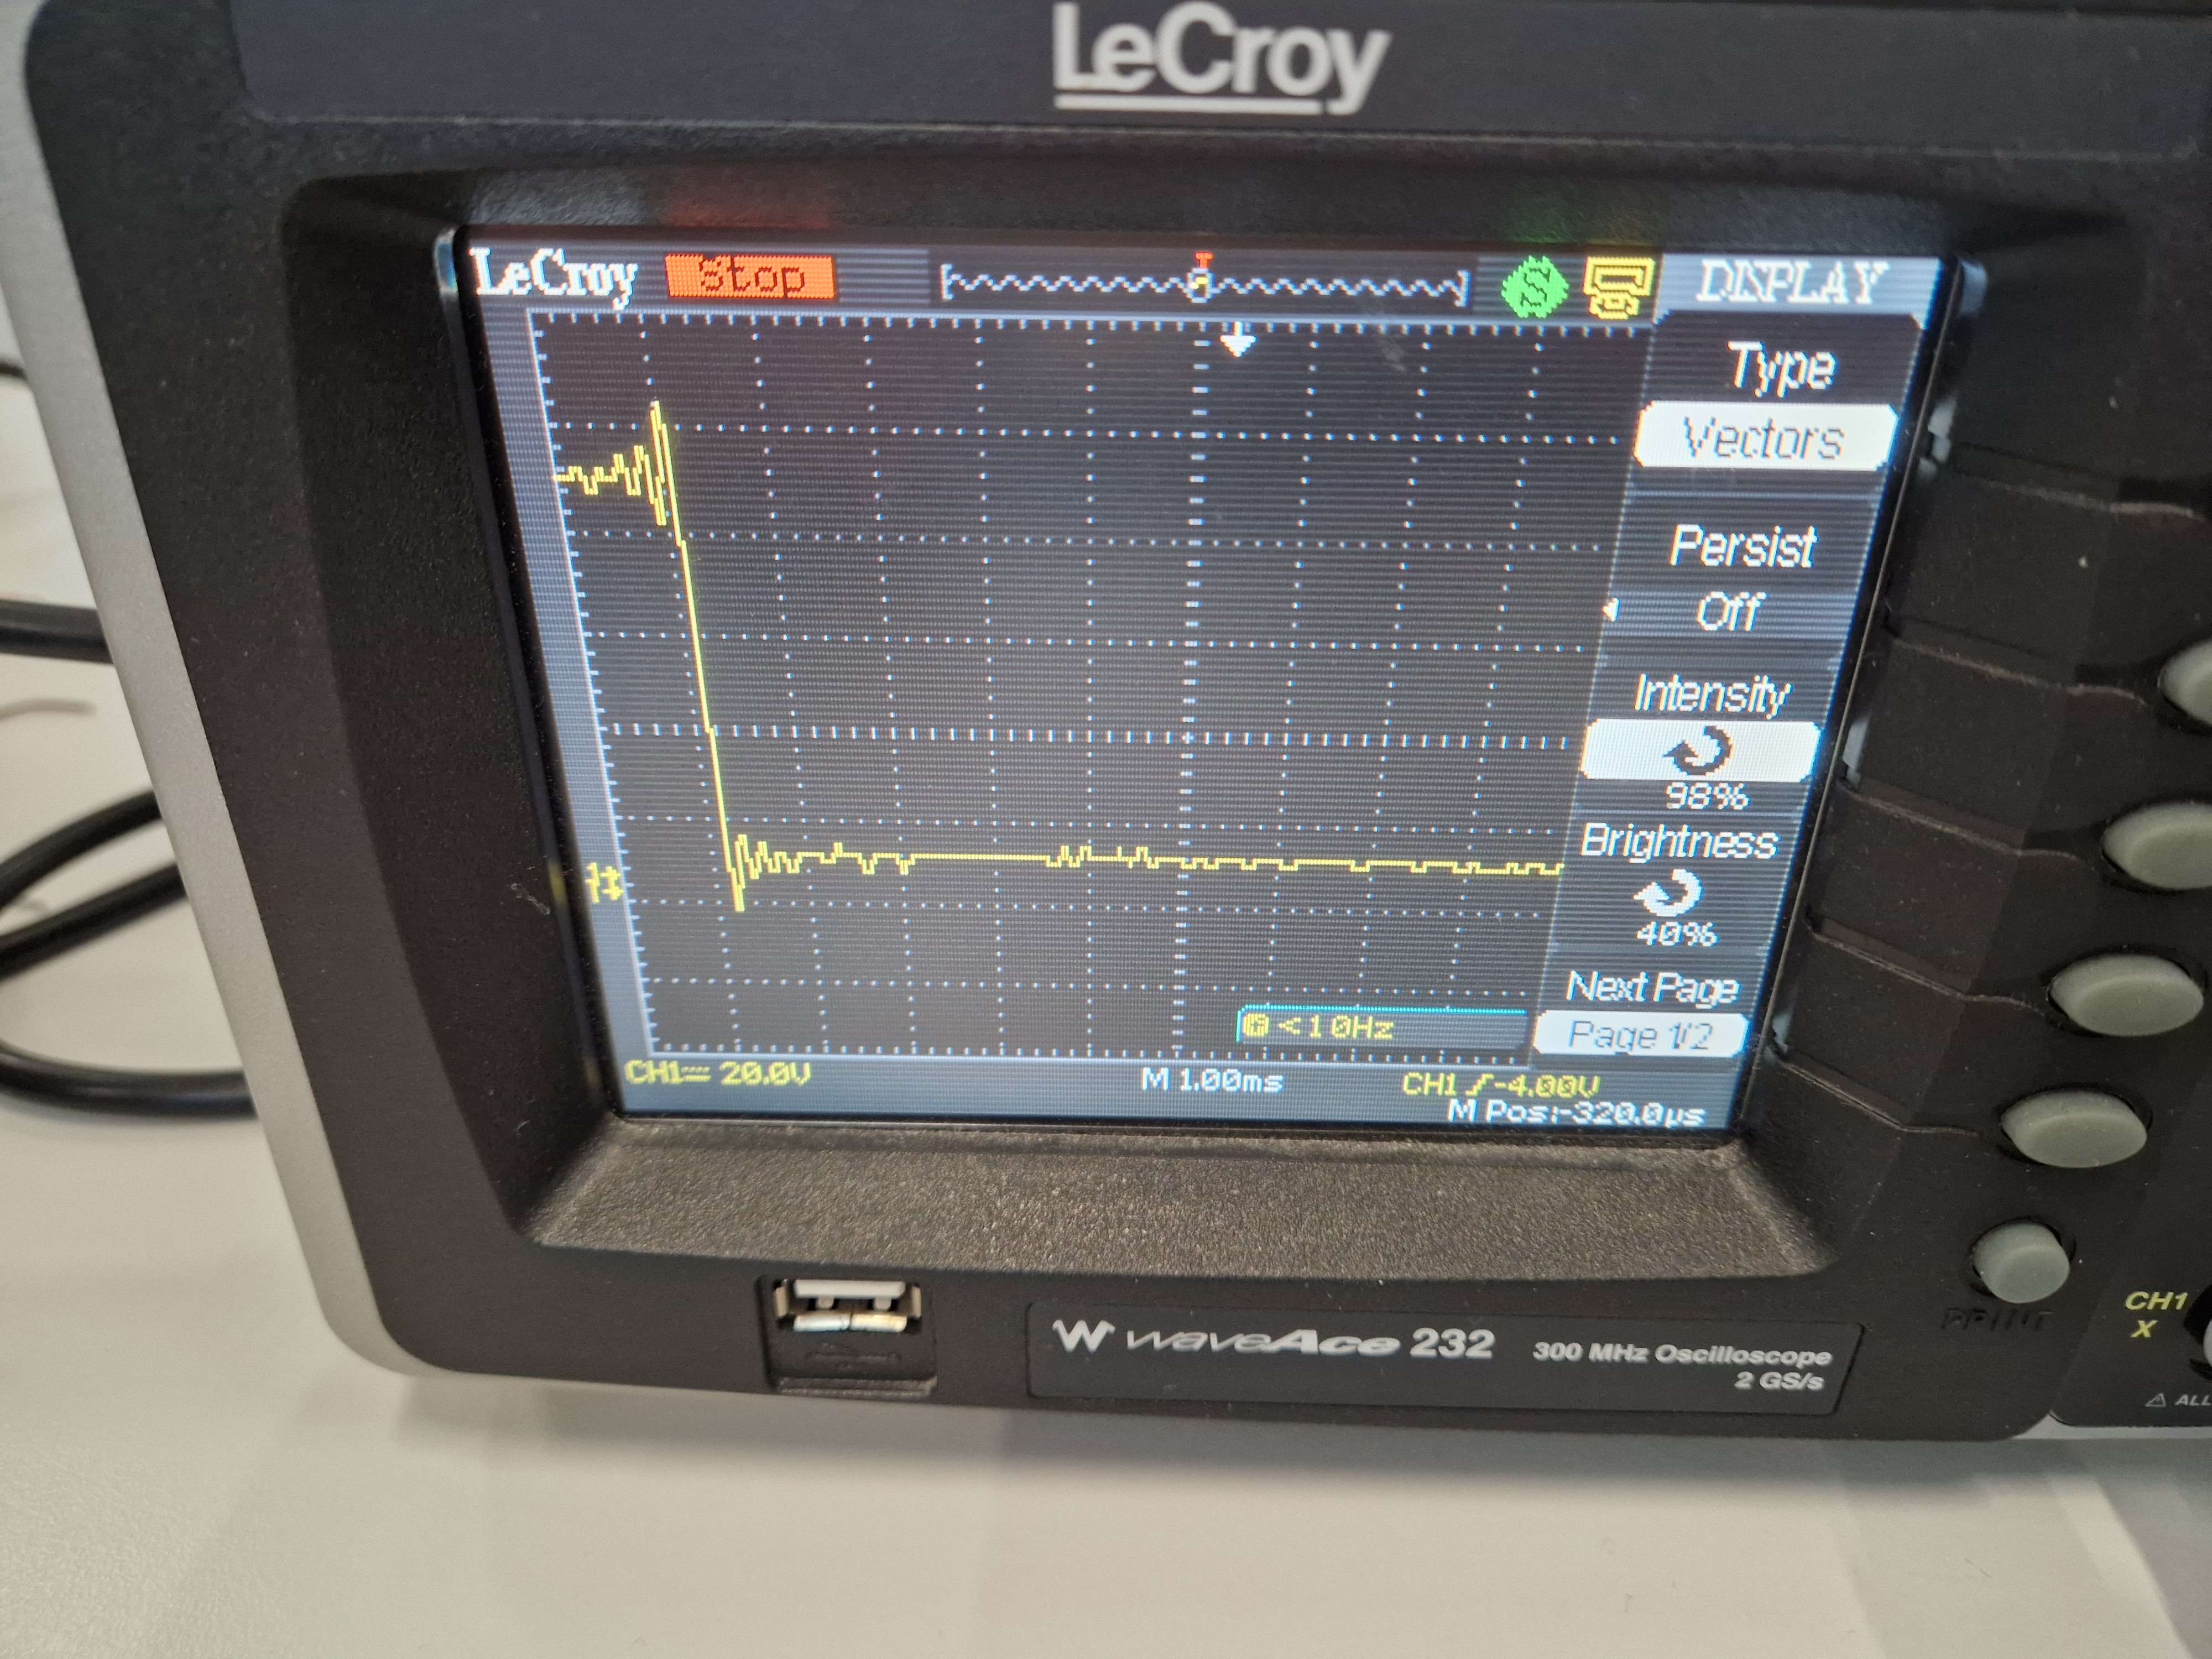 LeCroy
LeCroy Stop T S DISPLAY
Type
Vectors
Persist
Off
Intensity
98%
Brightness
40%
Next Page
Page 1/2
<10Hz
CH1 20.0V M 1.00ms CH1 -4.00V
M Pos:-320.0µs
W waveAce 232 300 MHz Oscilloscope
2 GS/s
PRINT
CH1
X
⚠ ALL